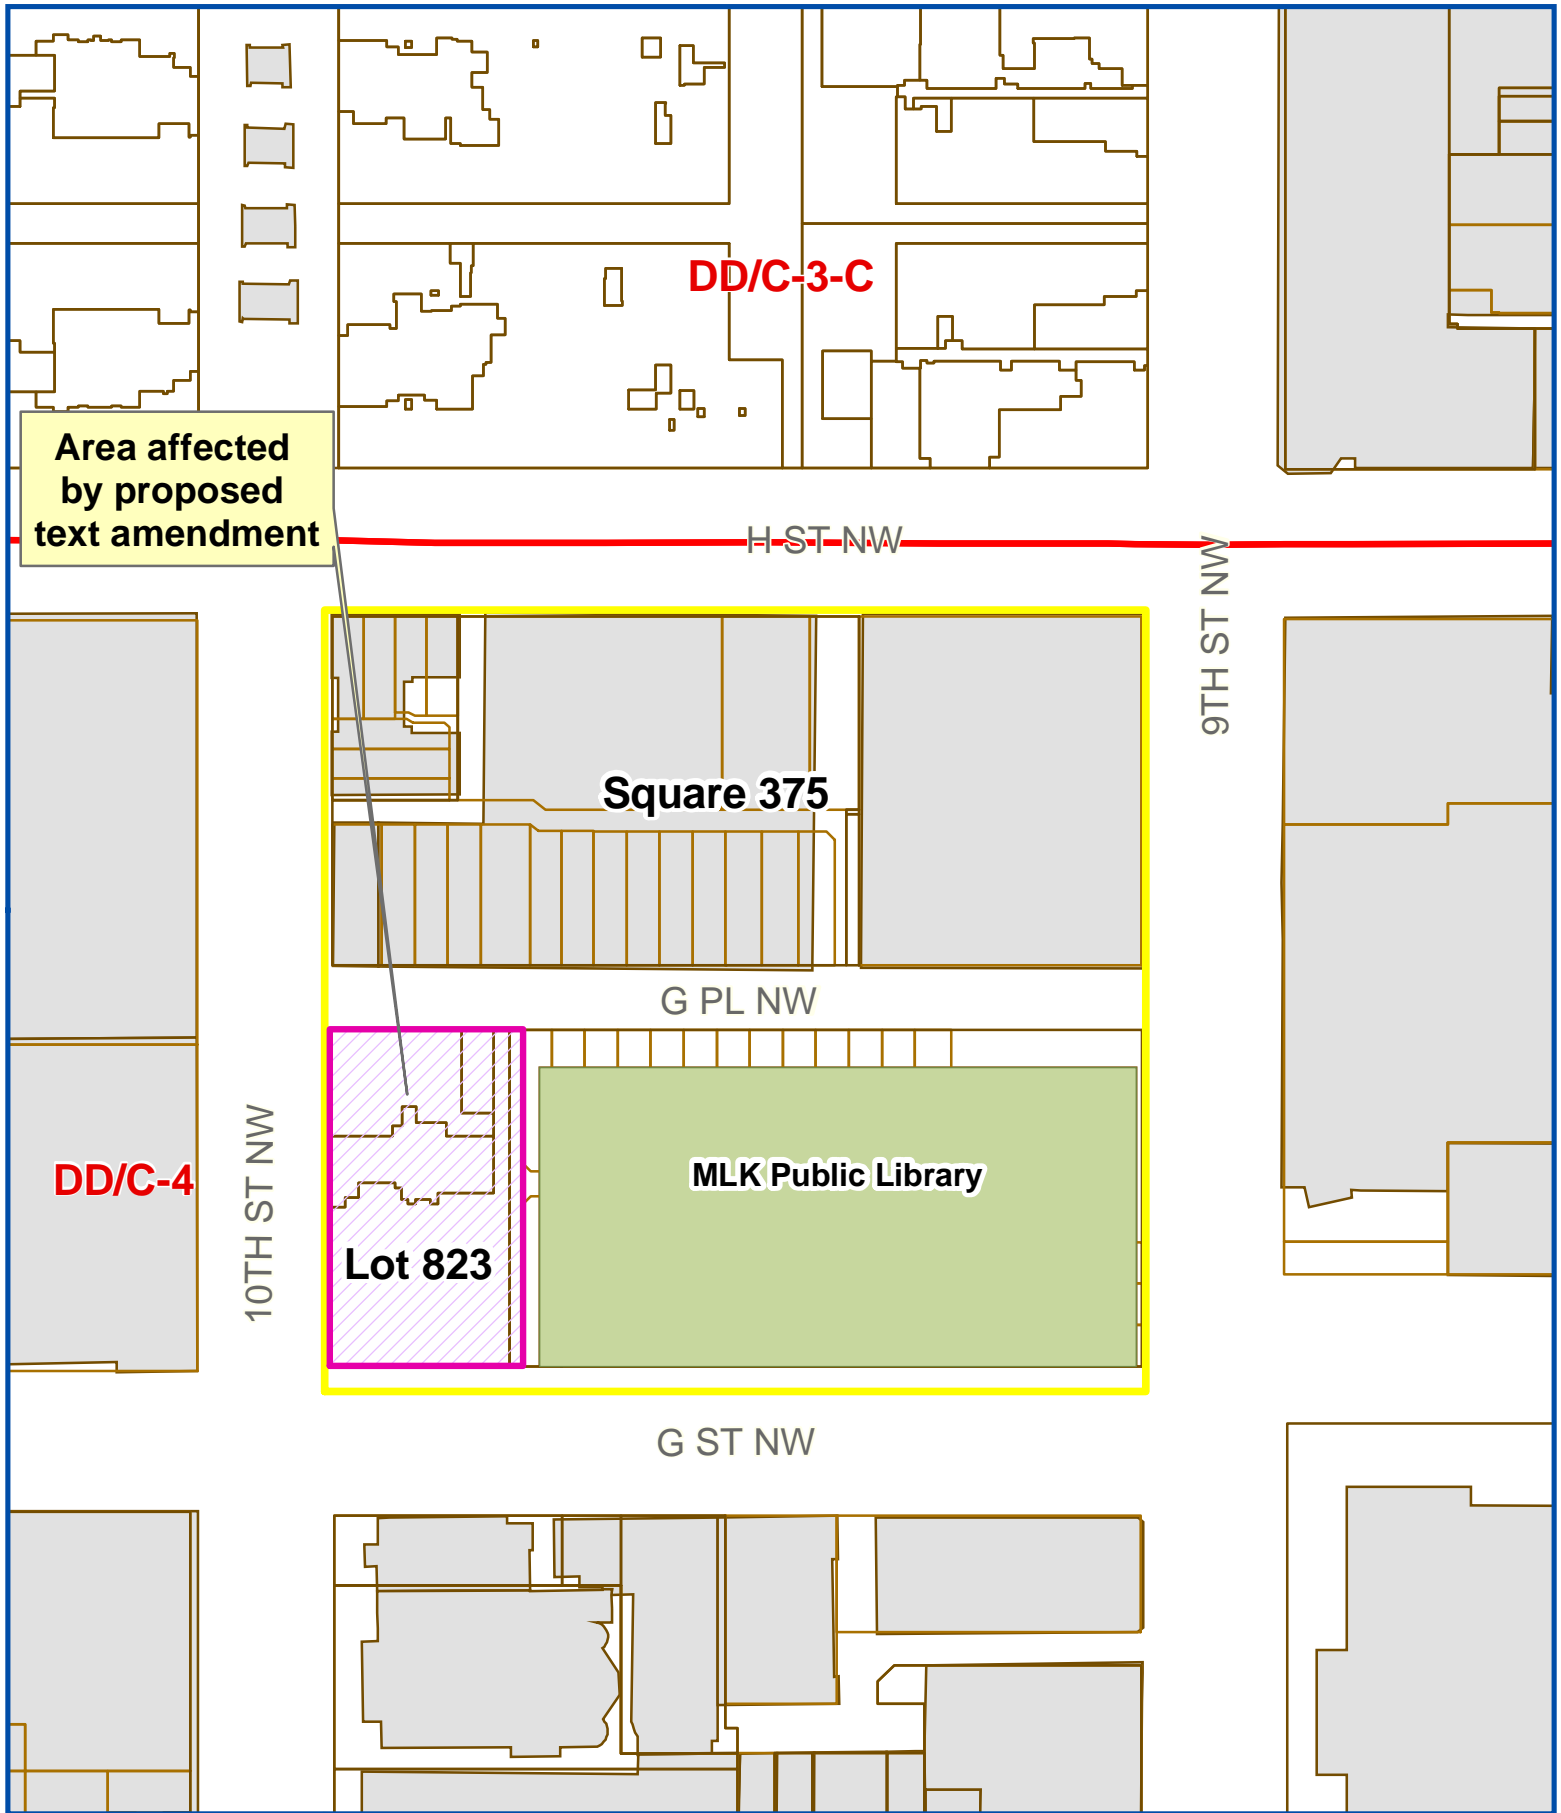 DD/C-3-C
Area affected
by proposed
text amendment
H ST NW
9TH ST NW
Square 375
G PL NW
MLK Public Library
DD/C-4
10TH ST NW
Lot 823
G ST NW